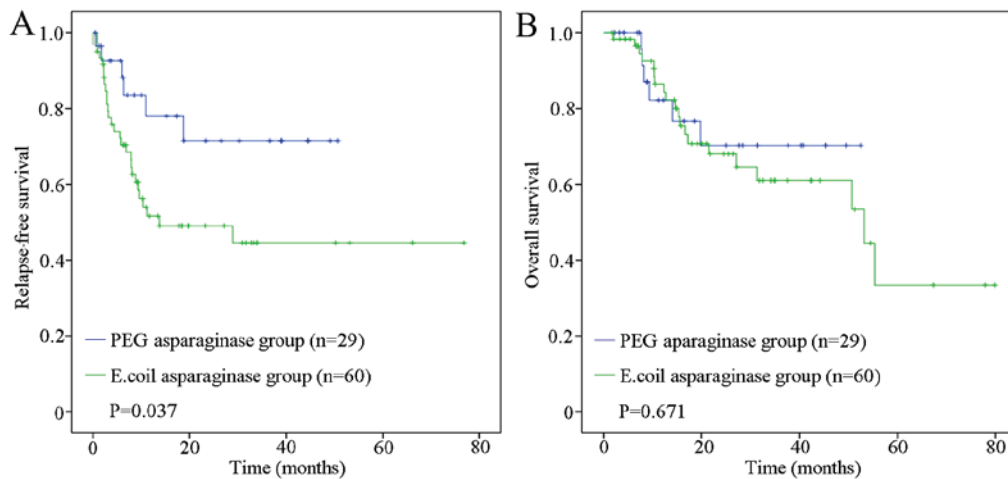 A
1.0
0.8
0.6
0.4
0.2
0
Relapse-free survival
PEG asparaginase group (n=29)
E.coil asparaginase group (n=60)
P=0.037
0 20 40 60 80
Time (months)
B
1.0
0.8
0.6
0.4
0.2
0
Overall survival
PEG aparaginase group (n=29)
E.coil asparaginase group (n=60)
P=0.671
0 20 40 60 80
Time (months)